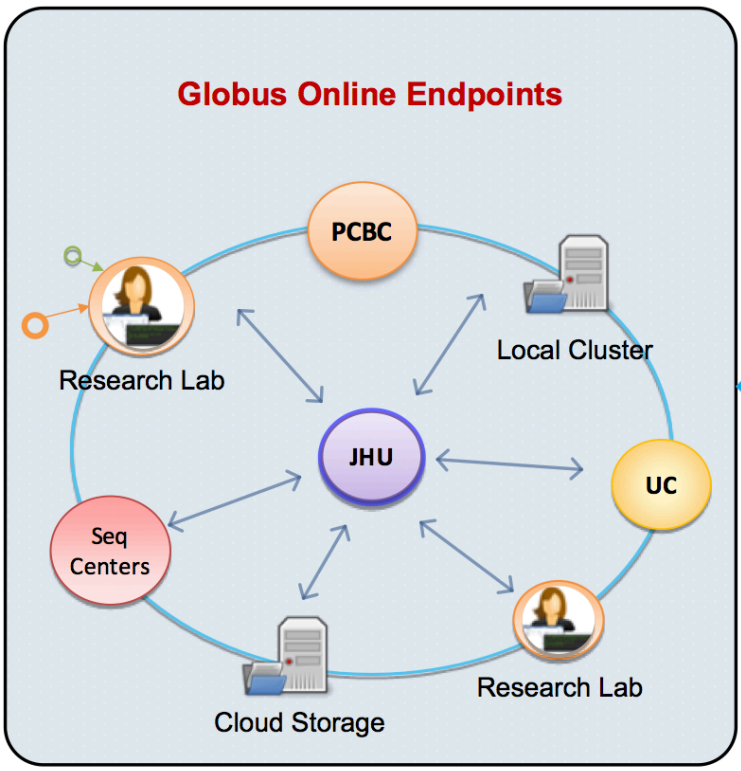 Globus Online Endpoints
PCBC
Local Cluster
Research Lab
JHU
UC
Seq
Centers
Research Lab
Cloud Storage